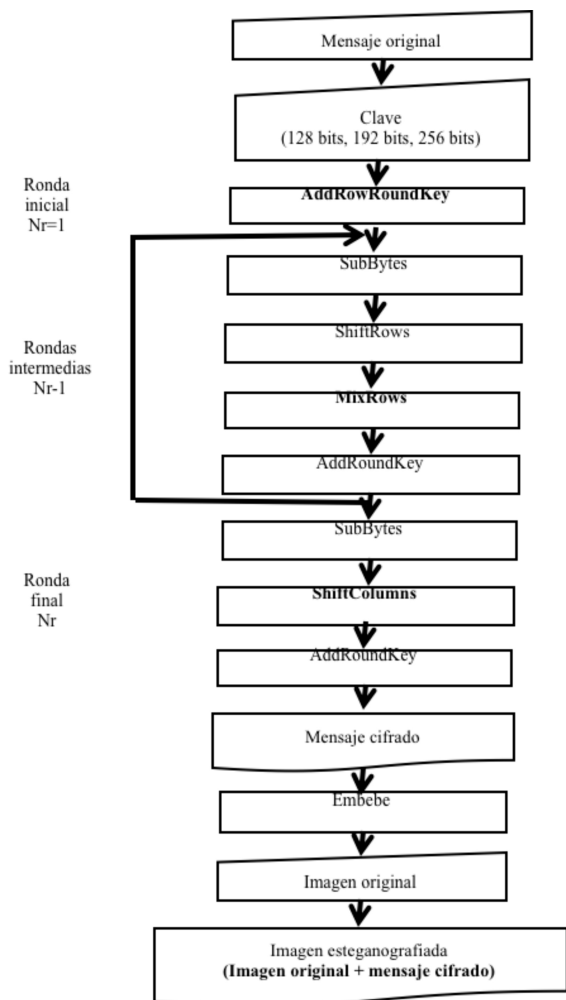 Mensaje original
Clave
(128 bits, 192 bits, 256 bits)
Ronda
inicial
Nr=1
AddRowRoundKey
SubBytes
ShiftRows
Rondas
intermedias
Nr-1
MixRows
AddRoundKey
SubBytes
Ronda
final
Nr
ShiftColumns
AddRoundKey
Mensaje cifrado
Embebe
Imagen original
Imagen esteganografiada
(Imagen original + mensaje cifrado)